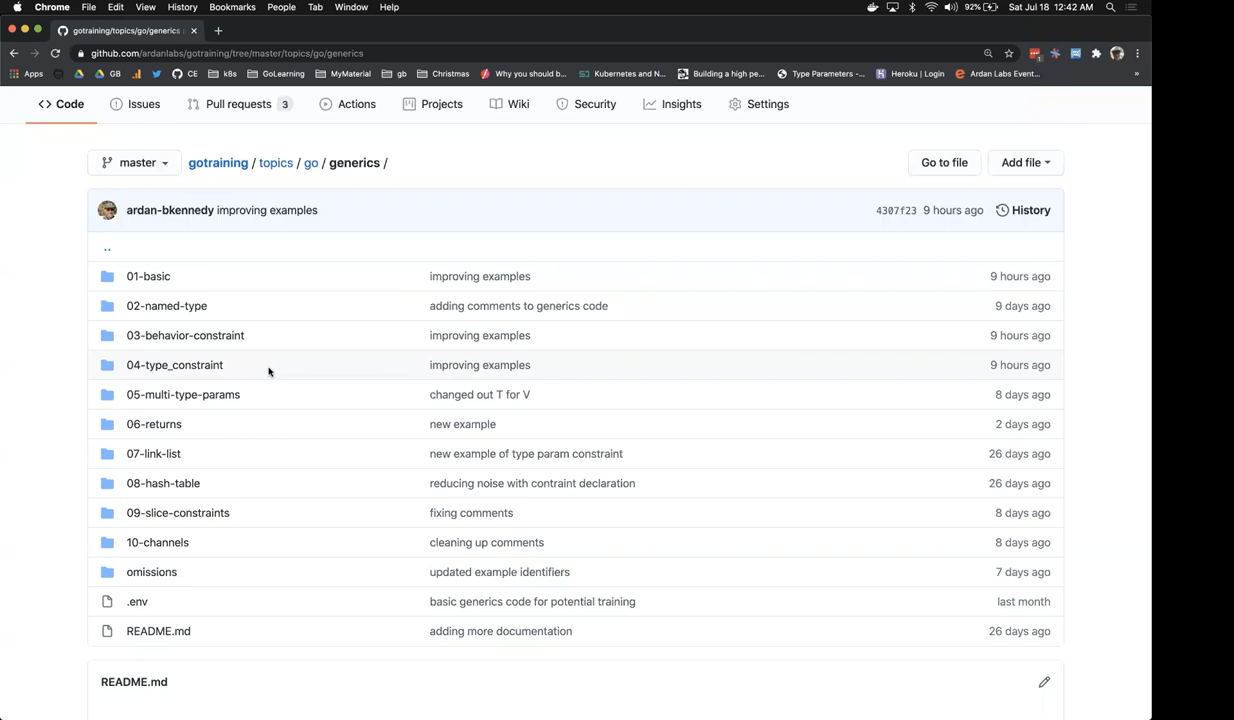 Chrome File Edit View History Bookmarks People Tab Window Help 92% Sat Jul 18 12:42 AM
gotraining/topics/go/generics
github.com/ardanlabs/gotraining/tree/master/topics/go/generics
Apps GB CE k8s GoLearning MyMaterial gb Christmas Why you should b... Kubernetes and N... Building a high pe... Type Parameters -... Heroku | Login Ardan Labs Event... »
<> Code Issues Pull requests 3 Actions Projects Wiki Security Insights Settings
master gotraining / topics / go / generics / Go to file Add file
ardan-bkennedy improving examples 4307f23 9 hours ago History
..
01-basic improving examples 9 hours ago
02-named-type adding comments to generics code 9 days ago
03-behavior-constraint improving examples 9 hours ago
04-type_constraint improving examples 9 hours ago
05-multi-type-params changed out T for V 8 days ago
06-returns new example 2 days ago
07-link-list new example of type param constraint 26 days ago
08-hash-table reducing noise with contraint declaration 26 days ago
09-slice-constraints fixing comments 8 days ago
10-channels cleaning up comments 8 days ago
omissions updated example identifiers 7 days ago
.env basic generics code for potential training last month
README.md adding more documentation 26 days ago
README.md